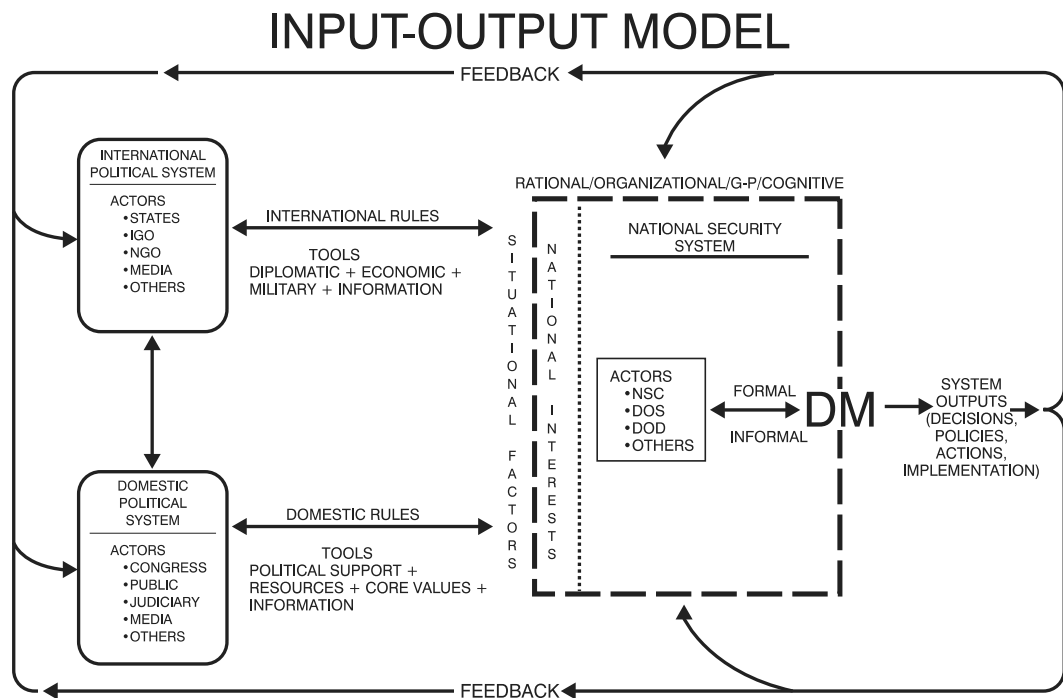 INPUT-OUTPUT MODEL
FEEDBACK
INTERNATIONAL
POLITICAL SYSTEM
ACTORS
•STATES
•IGO
•NGO
•MEDIA
•OTHERS
INTERNATIONAL RULES
TOOLS
DIPLOMATIC + ECONOMIC +
MILITARY + INFORMATION
DOMESTIC
POLITICAL
SYSTEM
ACTORS
•CONGRESS
•PUBLIC
•JUDICIARY
•MEDIA
•OTHERS
DOMESTIC RULES
TOOLS
POLITICAL SUPPORT +
RESOURCES + CORE VALUES +
INFORMATION
RATIONAL/ORGANIZATIONAL/G-P/COGNITIVE
SITUATIONAL FACTORS
NATIONAL INTERESTS
NATIONAL SECURITY
SYSTEM
ACTORS
•NSC
•DOS
•DOD
•OTHERS
FORMAL
INFORMAL
DM
SYSTEM
OUTPUTS
(DECISIONS,
POLICIES,
ACTIONS,
IMPLEMENTATION)
FEEDBACK